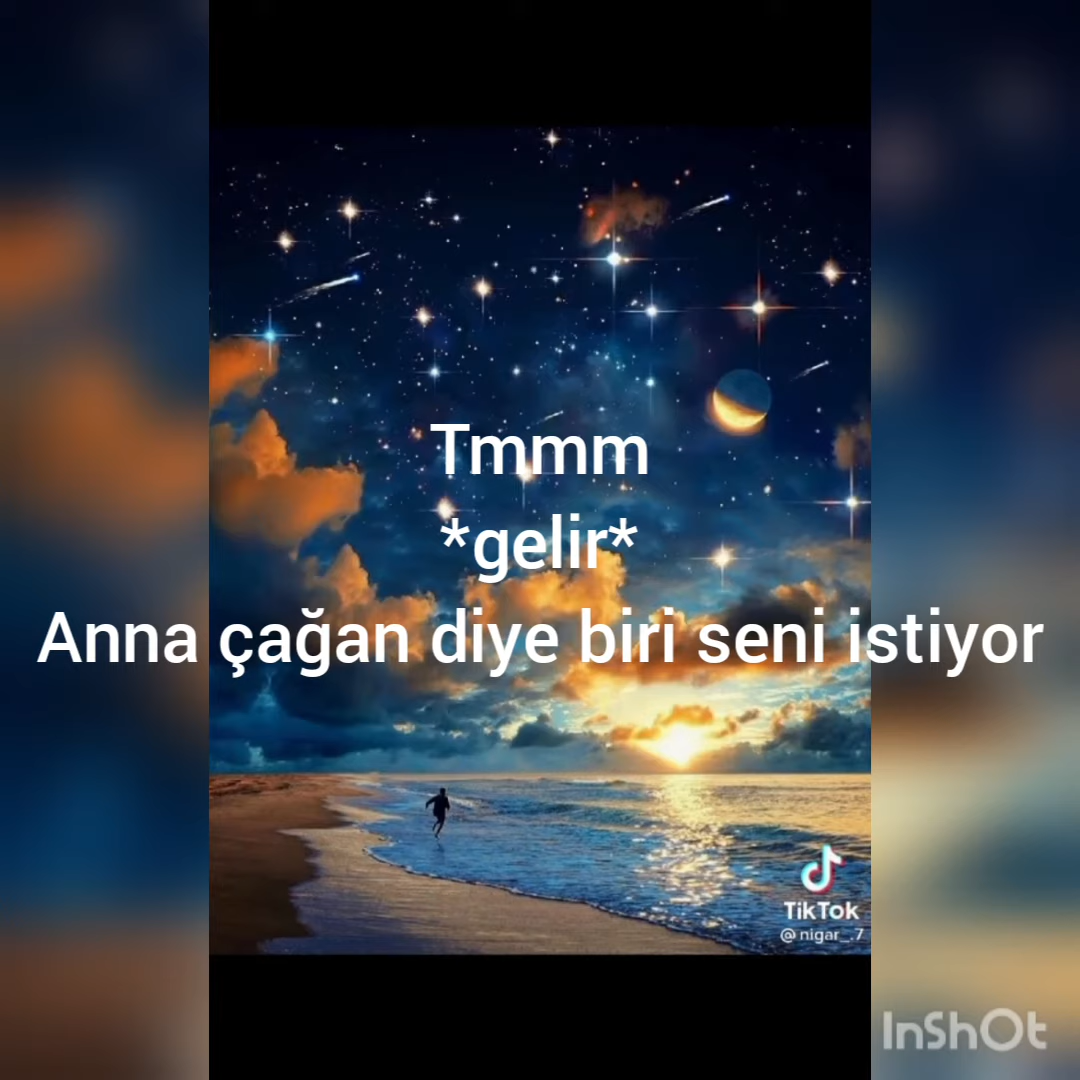 Tmmm
*gelir*
Anna çağan diye biri seni istiyor
TikTok
@nigar_.7
InShOt